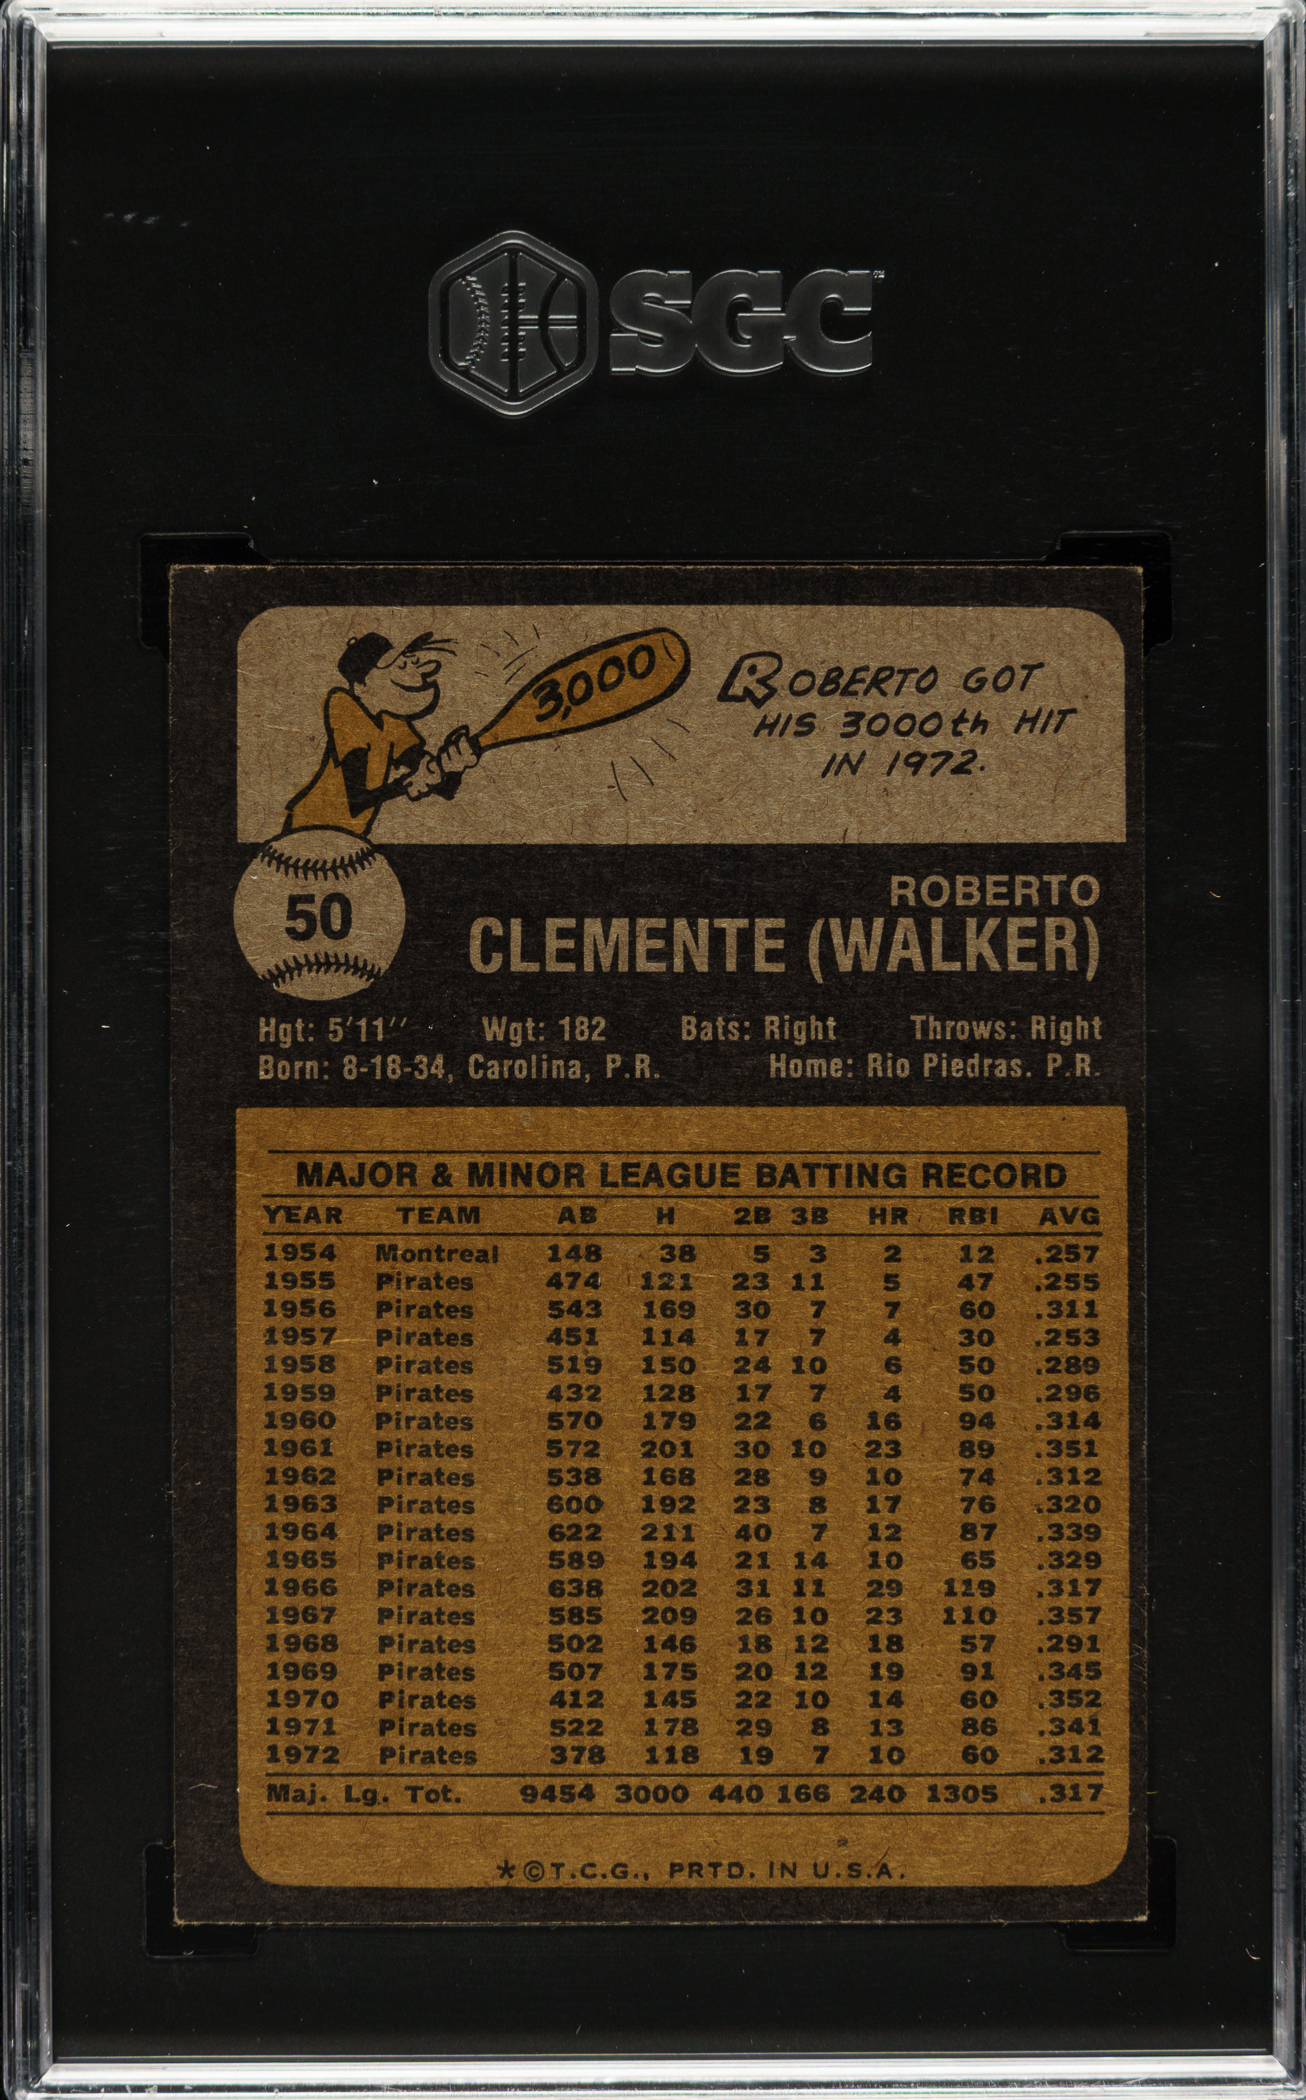 SGC™
3,000
ROBERTO GOT
HIS 3000th HIT
IN 1972.
50
ROBERTO
CLEMENTE (WALKER)
Hgt: 5'11'' Wgt: 182 Bats: Right Throws: Right
Born: 8-18-34, Carolina, P.R. Home: Rio Piedras. P.R.
MAJOR & MINOR LEAGUE BATTING RECORD
YEAR TEAM AB H 2B 3B HR RBI AVG
1954 Montreal 148 38 5 3 2 12 .257
1955 Pirates 474 121 23 11 5 47 .255
1956 Pirates 543 169 30 7 7 60 .311
1957 Pirates 451 114 17 7 4 30 .253
1958 Pirates 519 150 24 10 6 50 .289
1959 Pirates 432 128 17 7 4 50 .296
1960 Pirates 570 179 22 6 16 94 .314
1961 Pirates 572 201 30 10 23 89 .351
1962 Pirates 538 168 28 9 10 74 .312
1963 Pirates 600 192 23 8 17 76 .320
1964 Pirates 622 211 40 7 12 87 .339
1965 Pirates 589 194 21 14 10 65 .329
1966 Pirates 638 202 31 11 29 119 .317
1967 Pirates 585 209 26 10 23 110 .357
1968 Pirates 502 146 18 12 18 57 .291
1969 Pirates 507 175 20 12 19 91 .345
1970 Pirates 412 145 22 10 14 60 .352
1971 Pirates 522 178 29 8 13 86 .341
1972 Pirates 378 118 19 7 10 60 .312
Maj. Lg. Tot. 9454 3000 440 166 240 1305 .317
*©T.C.G., PRTD. IN U.S.A.